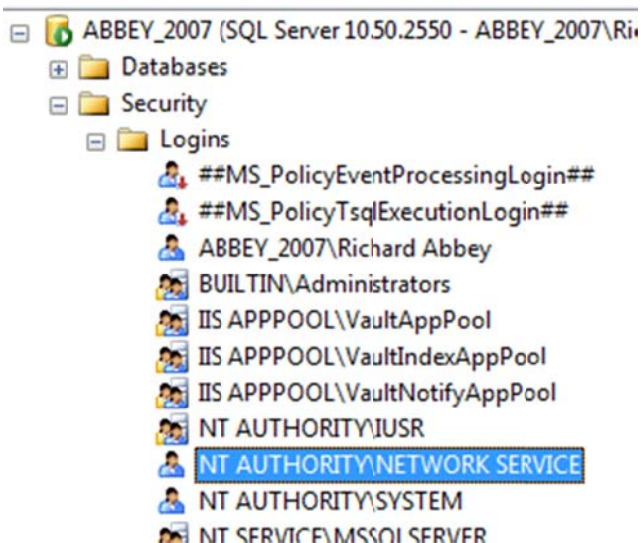 ABBEY_2007 (SQL Server 10.50.2550 - ABBEY_2007\Ri
Databases
Security
Logins
##MS_PolicyEventProcessingLogin##
##MS_PolicyTsqlExecutionLogin##
ABBEY_2007\Richard Abbey
BUILTIN\Administrators
IIS APPPOOL\VaultAppPool
IIS APPPOOL\VaultIndexAppPool
IIS APPPOOL\VaultNotifyAppPool
NT AUTHORITY\IUSR
NT AUTHORITY\NETWORK SERVICE
NT AUTHORITY\SYSTEM
NT SERVICE\MSSQLSERVER